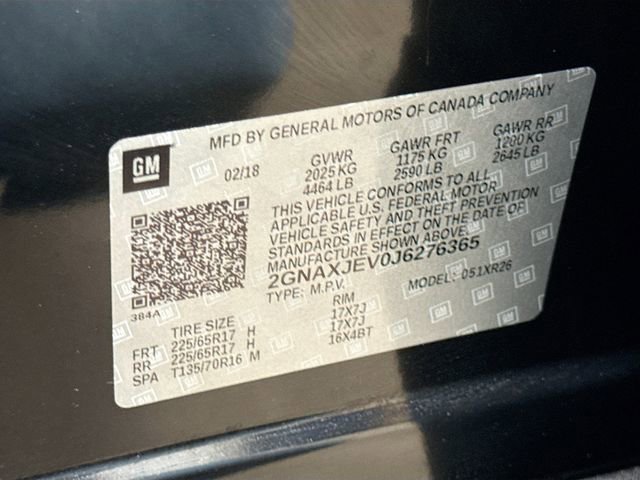 MFD BY GENERAL MOTORS OF CANADA COMPANY
GM 02/18 GVWR GAWR FRT GAWR RR
2025 KG 1175 KG 1200 KG
4464 LB 2590 LB 2645 LB
THIS VEHICLE CONFORMS TO ALL
APPLICABLE U.S. FEDERAL MOTOR
VEHICLE SAFETY AND THEFT PREVENTION
STANDARDS IN EFFECT ON THE DATE OF
MANUFACTURE SHOWN ABOVE.
2GNAXJEV0J6276365
TYPE: M.P.V. MODEL: 051XR26
384A
TIRE SIZE RIM
FRT 225/65R17 H 17X7J
RR 225/65R17 H 17X7J
SPA T135/70R16 M 16X4BT